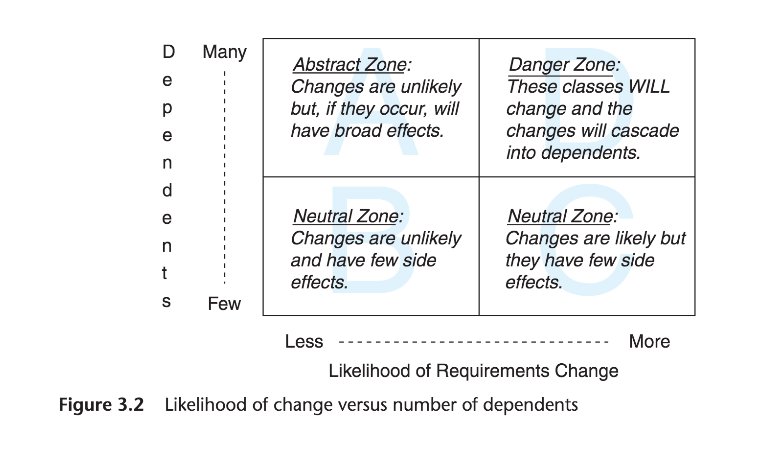 Dependents
Many
Few
A
Abstract Zone:
Changes are unlikely
but, if they occur, will
have broad effects.
D
Danger Zone:
These classes WILL
change and the
changes will cascade
into dependents.
B
Neutral Zone:
Changes are unlikely
and have few side
effects.
C
Neutral Zone:
Changes are likely but
they have few side
effects.
Less
More
Likelihood of Requirements Change
Figure 3.2 Likelihood of change versus number of dependents